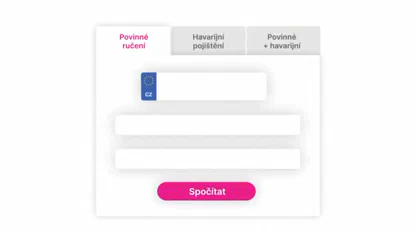 Povinné
ručení
Havarijní
pojištění
Povinné
+ havarijní
CZ
Spočítat